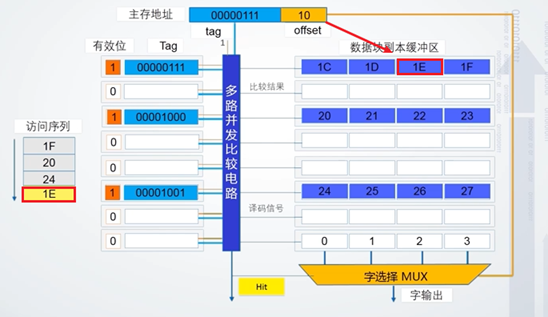 主存地址
00000111 10
tag offset
有效位 Tag 1 数据块副本缓冲区
1 00000111 1C 1D 1E 1F
比较结果
0
1 00001000 20 21 22 23
0
0
1 00001001 24 25 26 27
译码信号
0
0 0 1 2 3
多路并发比较电路
访问序列
1F
20
24
1E
Hit
字选择 MUX
字输出